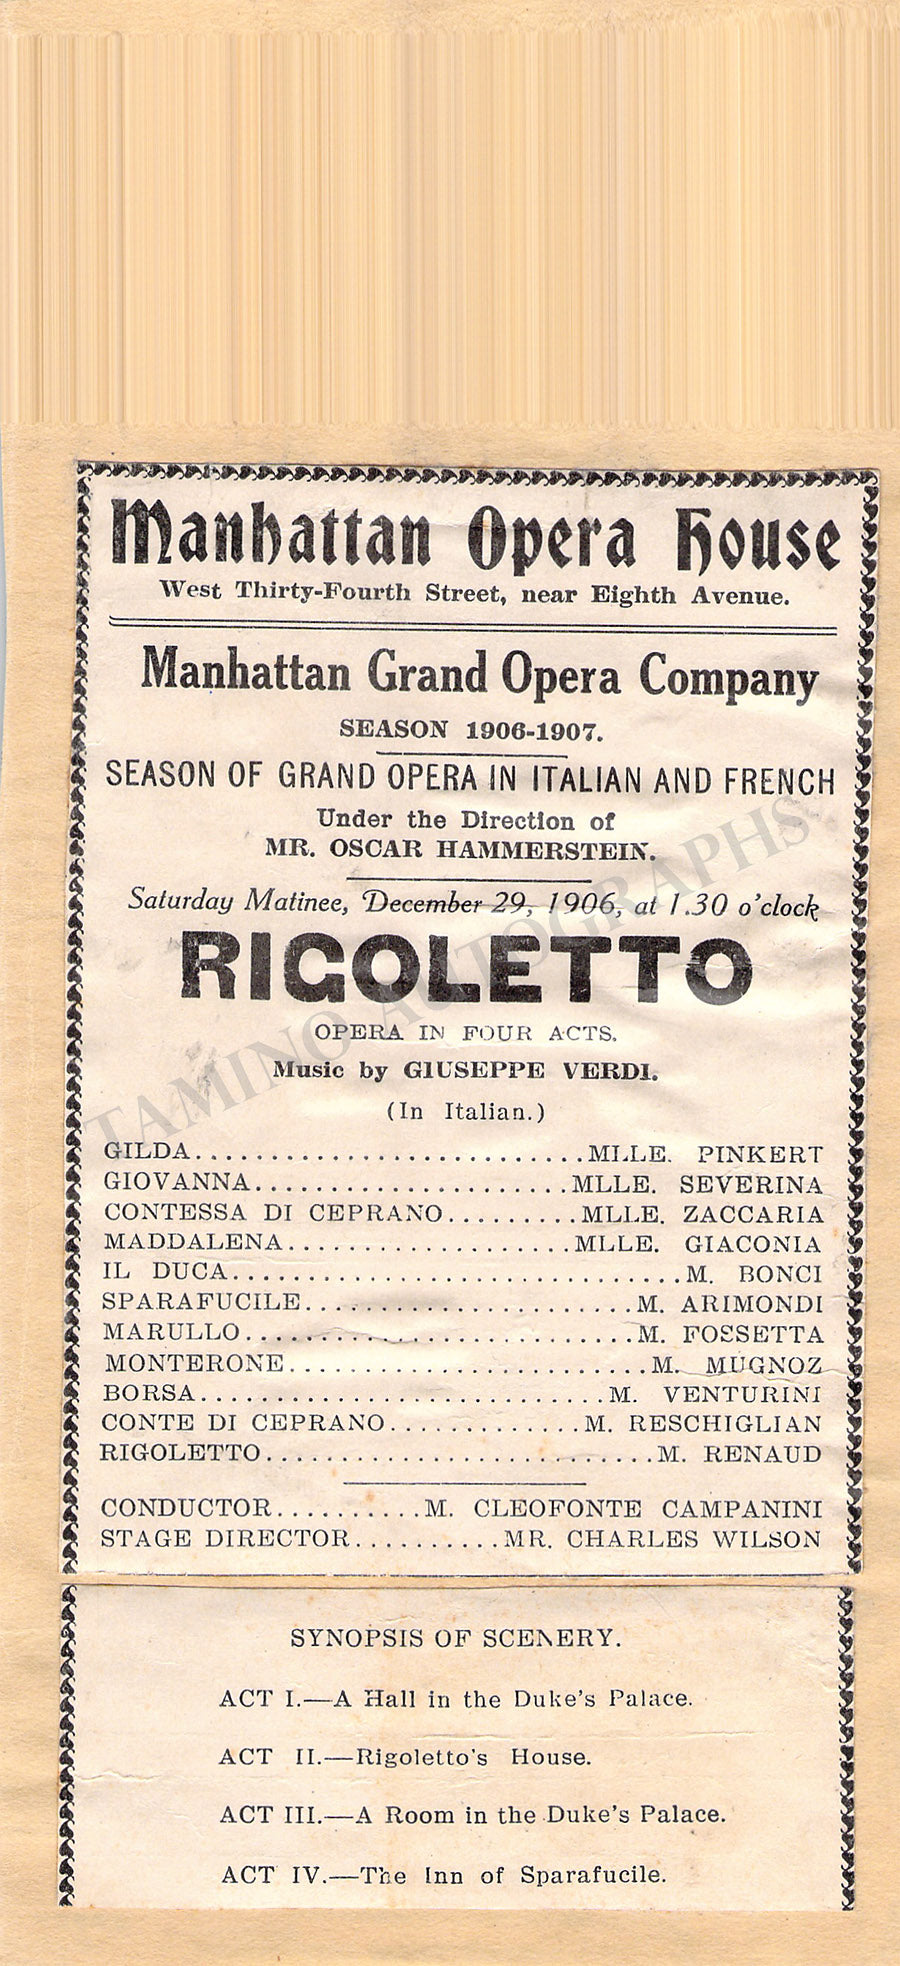 Manhattan Opera House
West Thirty-Fourth Street, near Eighth Avenue.
Manhattan Grand Opera Company
SEASON 1906-1907.
SEASON OF GRAND OPERA IN ITALIAN AND FRENCH
Under the Direction of
MR. OSCAR HAMMERSTEIN.
Saturday Matinee, December 29, 1906, at 1.30 o'clock
RIGOLETTO
OPERA IN FOUR ACTS.
Music by GIUSEPPE VERDI.
(In Italian.)
GILDA..........................MLLE. PINKERT
GIOVANNA....................MLLE. SEVERINA
CONTESSA DI CEPRANO.........MLLE. ZACCARIA
MADDALENA..................MLLE. GIACONIA
IL DUCA...............................M. BONCI
SPARAFUCILE......................M. ARIMONDI
MARULLO...........................M. FOSSETTA
MONTERONE........................M. MUGNOZ
BORSA............................M. VENTURINI
CONTE DI CEPRANO.............M. RESCHIGLIAN
RIGOLETTO..........................M. RENAUD
CONDUCTOR..........M. CLEOFONTE CAMPANINI
STAGE DIRECTOR..........MR. CHARLES WILSON
SYNOPSIS OF SCENERY.
ACT I.—A Hall in the Duke's Palace.
ACT II.—Rigoletto's House.
ACT III.—A Room in the Duke's Palace.
ACT IV.—The Inn of Sparafucile.
TAMINO AUTOGRAPHS